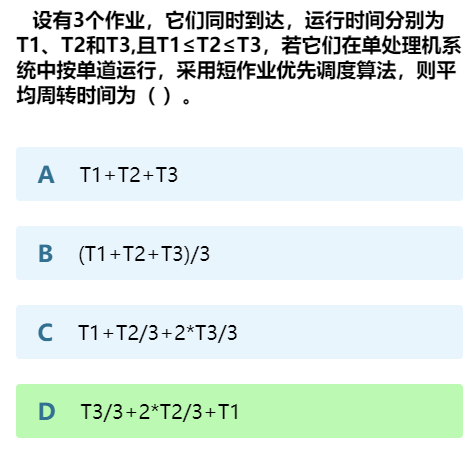 设有3个作业，它们同时到达，运行时间分别为
T1、T2和T3,且T1≤T2≤T3，若它们在单处理机系
统中按单道运行，采用短作业优先调度算法，则平
均周转时间为（ ）。
A T1+T2+T3
B (T1+T2+T3)/3
C T1+T2/3+2*T3/3
D T3/3+2*T2/3+T1